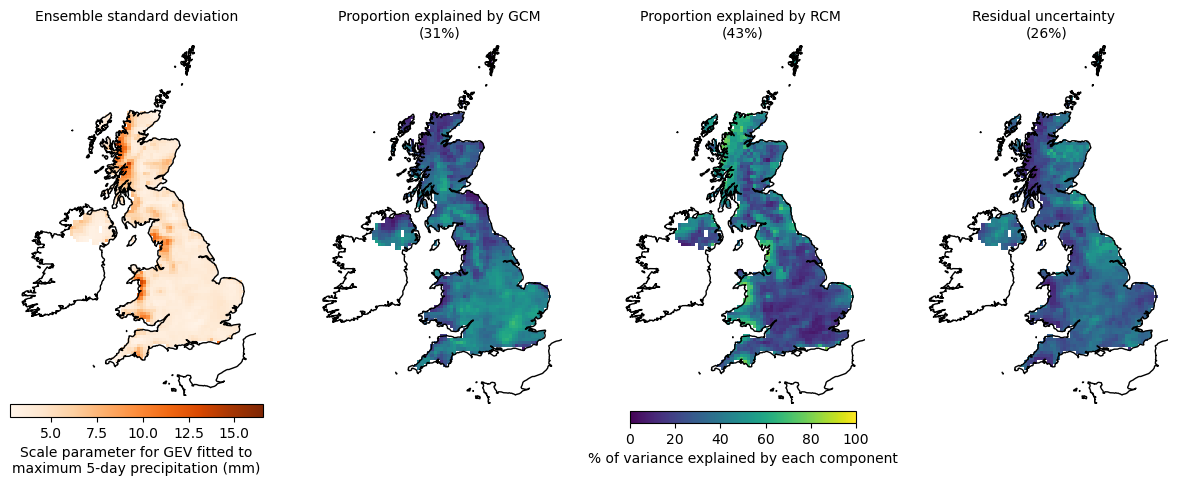 Ensemble standard deviation
Proportion explained by GCM
(31%)
Proportion explained by RCM
(43%)
Residual uncertainty
(26%)
5.0 7.5 10.0 12.5 15.0
Scale parameter for GEV fitted to
maximum 5-day precipitation (mm)
0 20 40 60 80 100
% of variance explained by each component